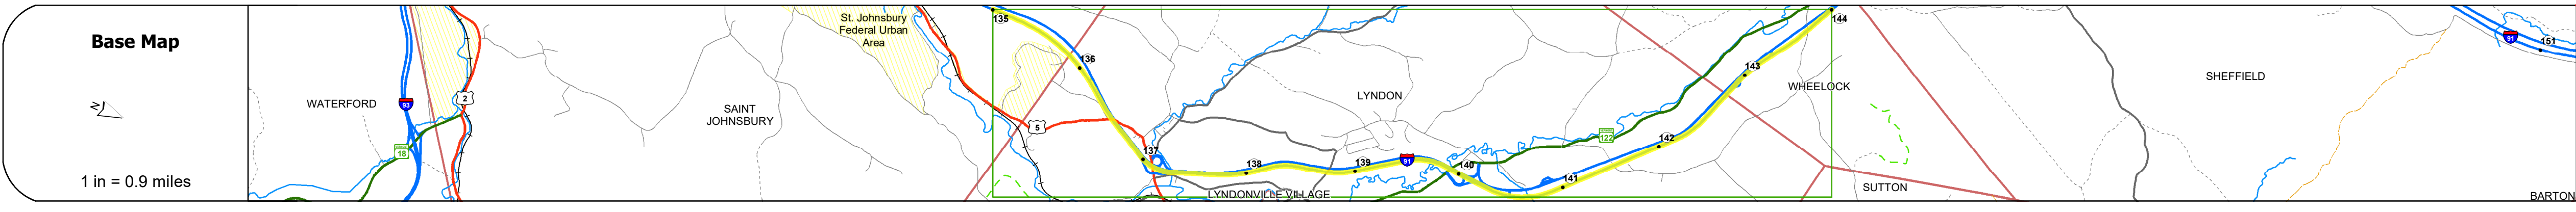 Base Map
N
1 in = 0.9 miles
WATERFORD
93
18
2
SAINT
JOHNSBURY
St. Johnsbury
Federal Urban
Area
135
136
5
137
138
LYNDONVILLE VILLAGE
139
LYNDON
91
140
141
122
142
143
144
WHEELOCK
SUTTON
SHEFFIELD
91
151
BARTON